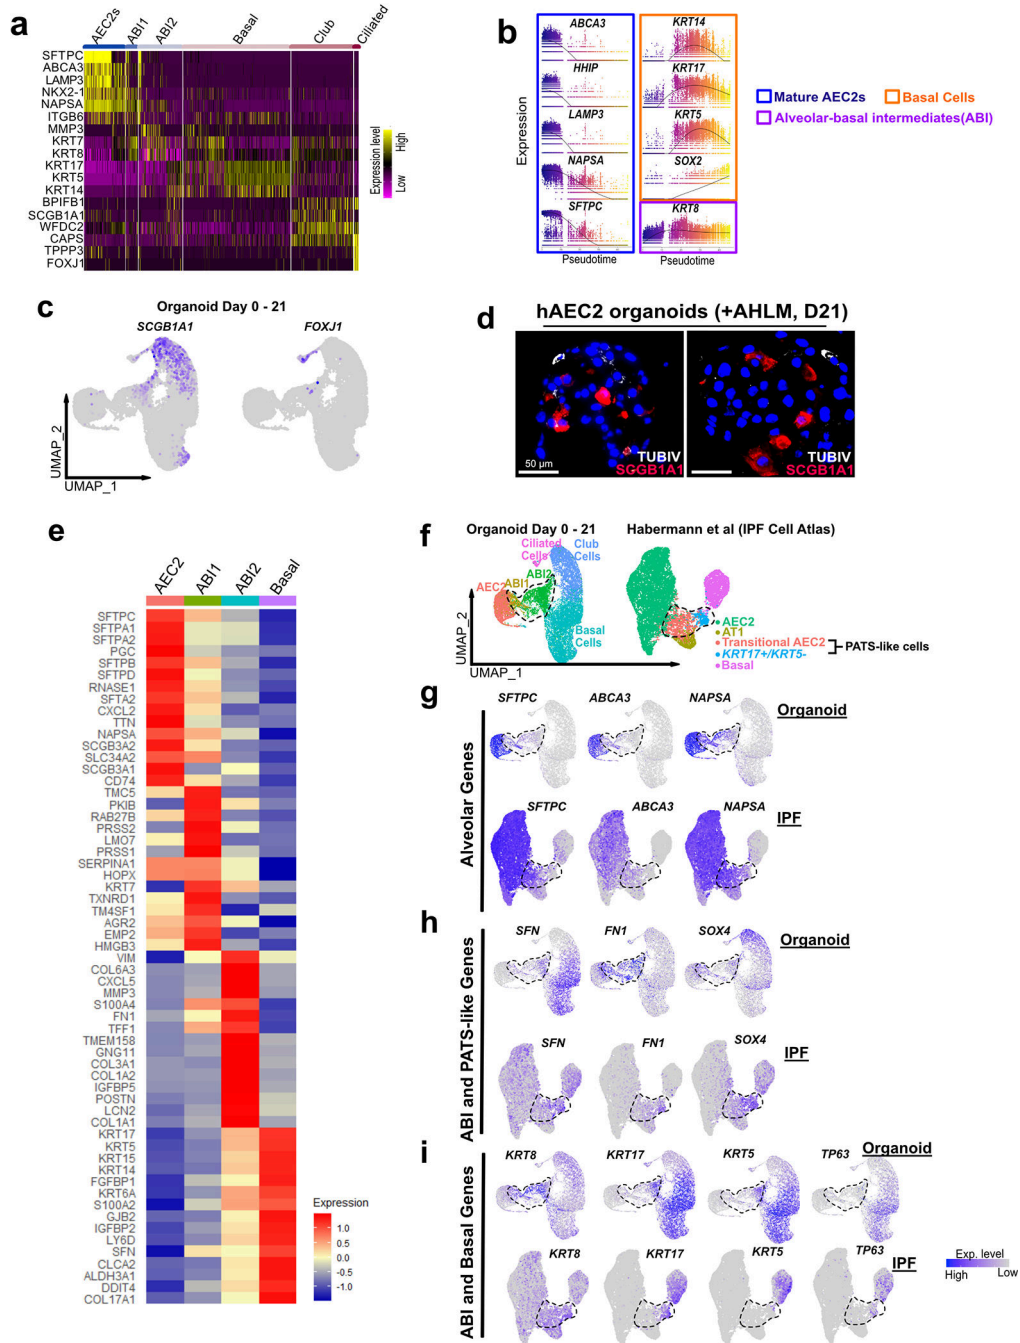 a
AEC2s
ABI1
ABI2
Basal
Club
Ciliated
SFTPC
ABCA3
LAMP3
NKX2-1
NAPSA
ITGB6
MMP3
KRT7
KRT8
KRT17
KRT5
KRT14
BPIFB1
SCGB1A1
WFDC2
CAPS
TPPP3
FOXJ1
Expression level
High
Low
b
Expression
ABCA3
HHIP
LAMP3
NAPSA
SFTPC
KRT14
KRT17
KRT5
SOX2
KRT8
Pseudotime
Pseudotime
Mature AEC2s
Basal Cells
Alveolar-basal intermediates(ABI)
c
Organoid Day 0 - 21
SCGB1A1
FOXJ1
UMAP_2
UMAP_1
d
hAEC2 organoids (+AHLM, D21)
TUBIV
SCGB1A1
50 µm
TUBIV
SCGB1A1
e
AEC2
ABI1
ABI2
Basal
SFTPC
SFTPA1
SFTPA2
PGC
SFTPB
SFTPD
RNASE1
SFTA2
CXCL2
TTN
NAPSA
SCGB3A2
SLC34A2
SCGB3A1
CD74
TMC5
PKIB
RAB27B
PRSS2
LMO7
PRSS1
SERPINA1
HOPX
KRT7
TXNRD1
TM4SF1
AGR2
EMP2
HMGB3
VIM
COL6A3
CXCL5
MMP3
S100A4
FN1
TFF1
TMEM158
GNG11
COL3A1
COL1A2
IGFBP5
POSTN
LCN2
COL1A1
KRT17
KRT5
KRT15
KRT14
FGFBP1
KRT6A
S100A2
GJB2
IGFBP2
LY6D
SFN
CLCA2
ALDH3A1
DDIT4
COL17A1
Expression
1.0
0.5
0.0
-0.5
-1.0
f
Organoid Day 0 - 21
Habermann et al (IPF Cell Atlas)
Ciliated
Cells
Club
Cells
ABI2
ABI1
AEC2
Basal
Cells
UMAP_2
UMAP_1
AEC2
AT1
Transitional AEC2
KRT17+/KRT5-
Basal
PATS-like cells
g
Alveolar Genes
SFTPC
ABCA3
NAPSA
Organoid
SFTPC
ABCA3
NAPSA
IPF
h
ABI and PATS-like Genes
SFN
FN1
SOX4
Organoid
SFN
FN1
SOX4
IPF
i
ABI and Basal Genes
KRT8
KRT17
KRT5
TP63
Organoid
KRT8
KRT17
KRT5
TP63
IPF
Exp. level
High
Low